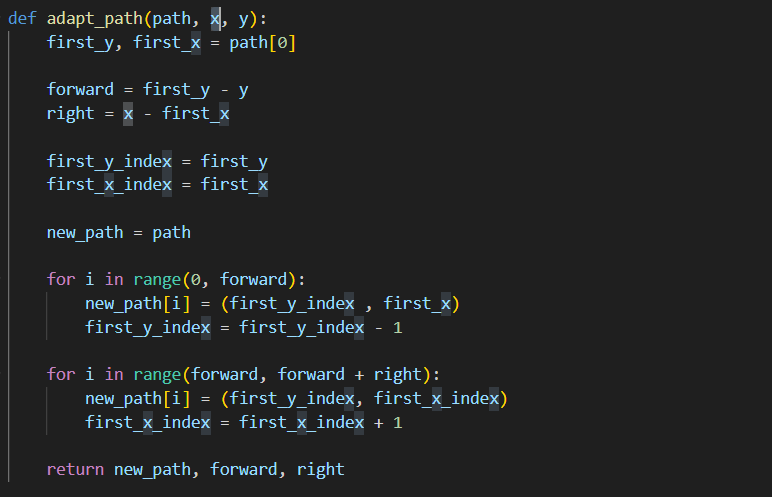 def adapt_path(path, x, y):
    first_y, first_x = path[0]
    forward = first_y - y
    right = x - first_x
    first_y_index = first_y
    first_x_index = first_x
    new_path = path
    for i in range(0, forward):
        new_path[i] = (first_y_index , first_x)
        first_y_index = first_y_index - 1
    for i in range(forward, forward + right):
        new_path[i] = (first_y_index, first_x_index)
        first_x_index = first_x_index + 1
    return new_path, forward, right